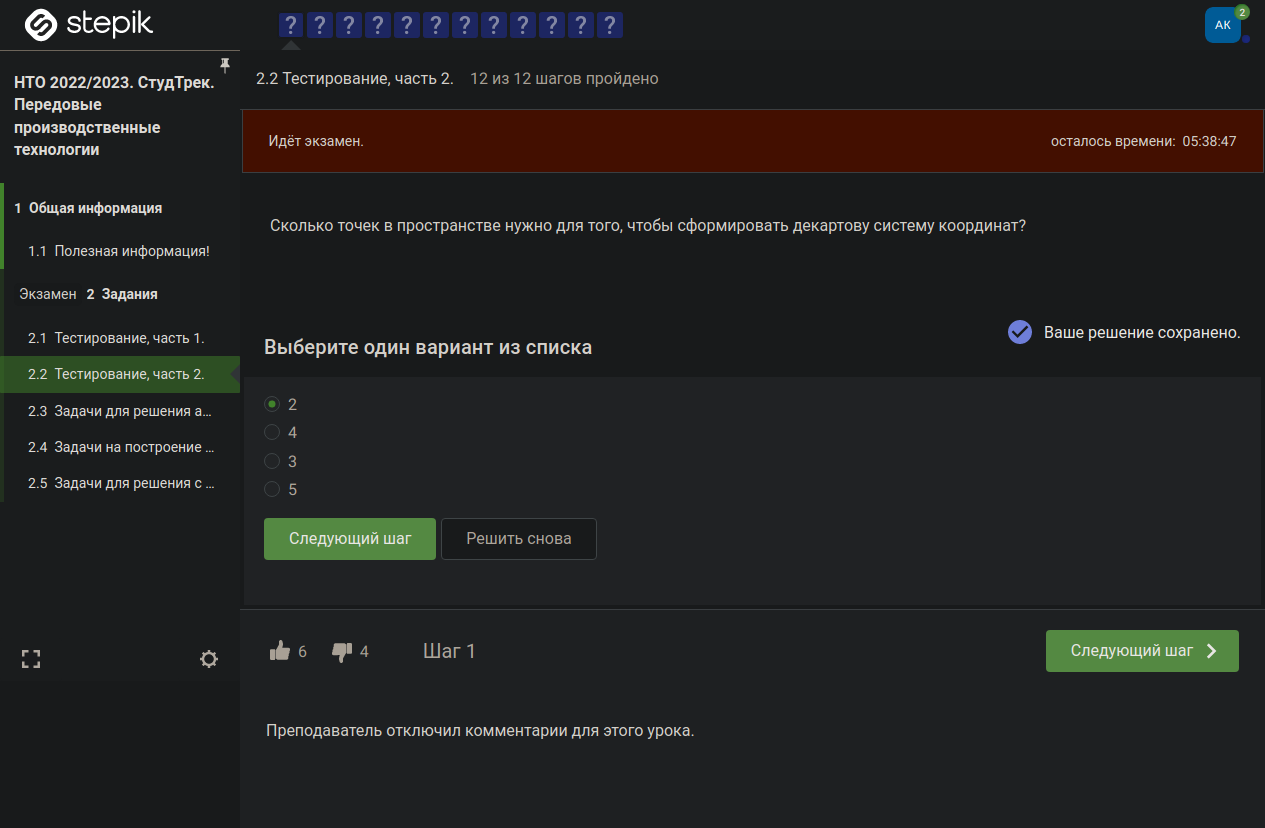 stepik
? ? ? ? ? ? ? ? ? ? ? ?
АК
2
НТО 2022/2023. СтудТрек.
Передовые
производственные
технологии
1 Общая информация
1.1 Полезная информация!
Экзамен 2 Задания
2.1 Тестирование, часть 1.
2.2 Тестирование, часть 2.
2.3 Задачи для решения а...
2.4 Задачи на построение ...
2.5 Задачи для решения с ...
2.2 Тестирование, часть 2. 12 из 12 шагов пройдено
Идёт экзамен.
осталось времени: 05:38:47
Сколько точек в пространстве нужно для того, чтобы сформировать декартову систему координат?
Ваше решение сохранено.
Выберите один вариант из списка
2
4
3
5
Следующий шаг
Решить снова
6
4
Шаг 1
Следующий шаг
Преподаватель отключил комментарии для этого урока.